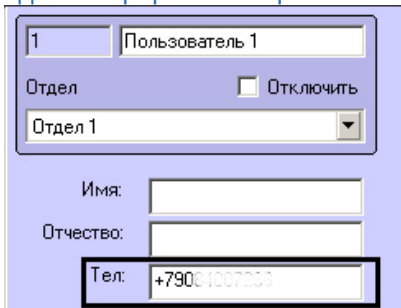 1 Пользователь 1
Отдел Отключить
Отдел 1
Имя:
Отчество:
Тел: +790